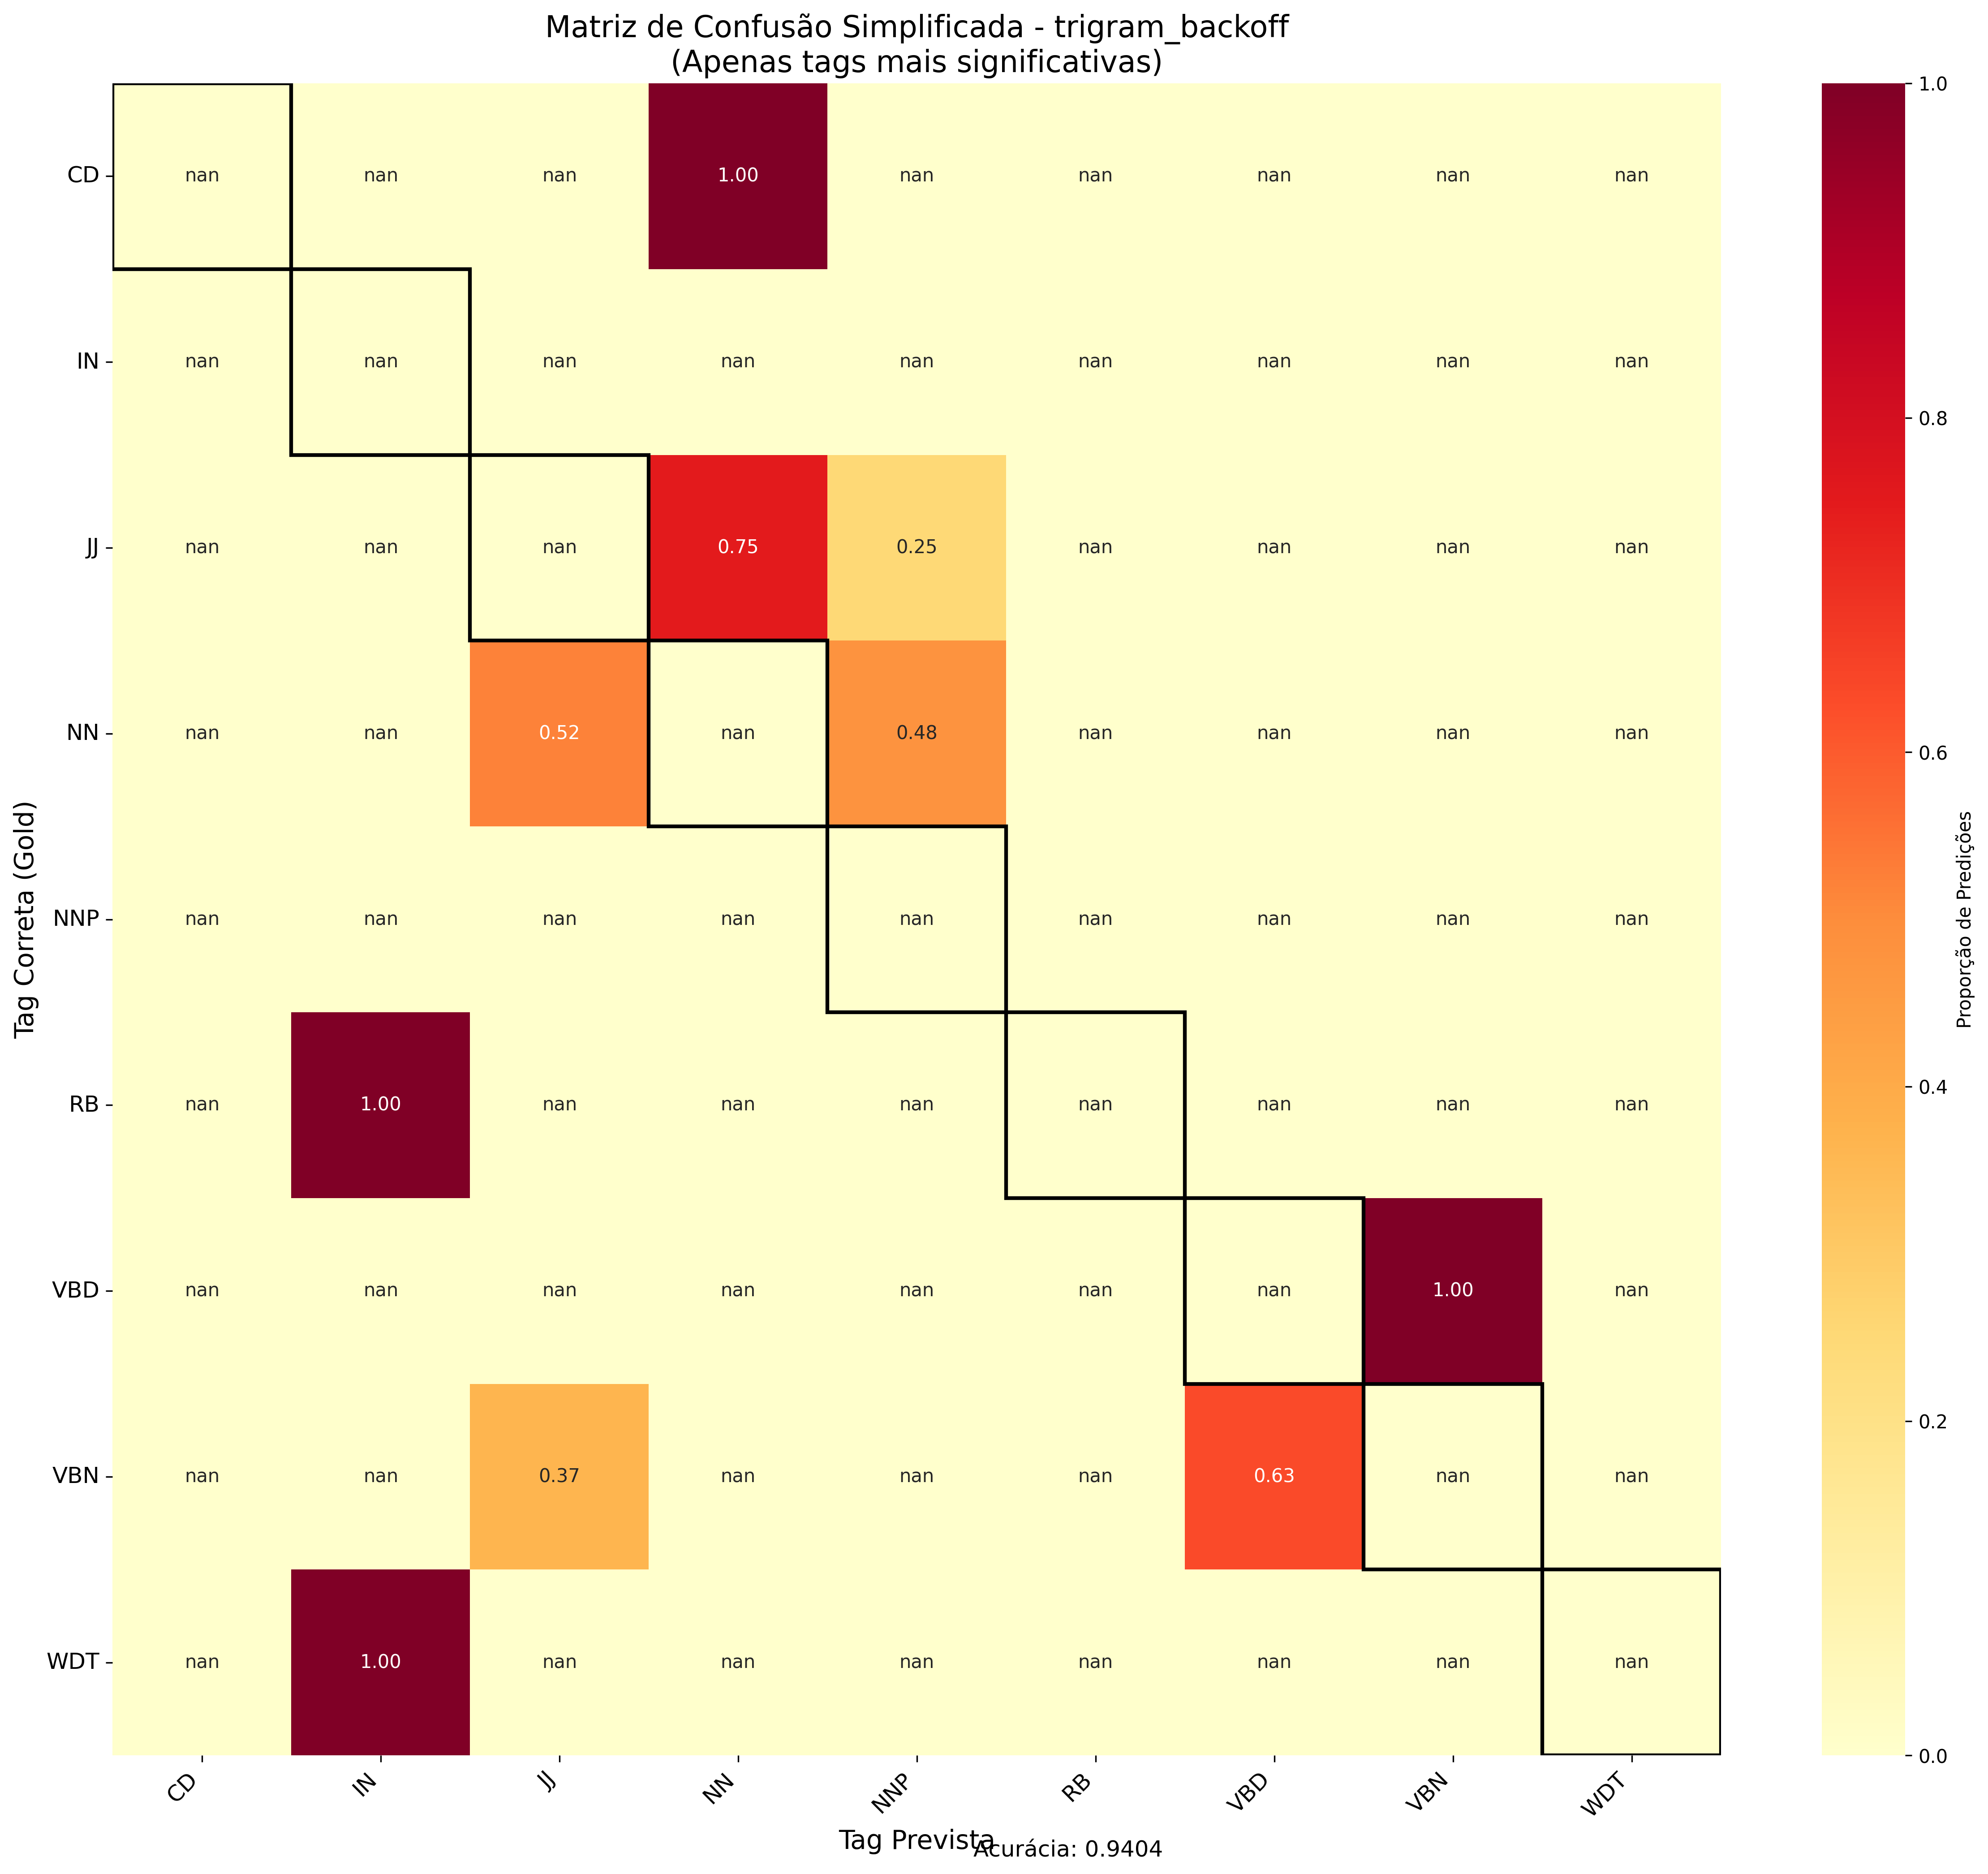 Matriz de Confusão Simplificada - trigram_backoff
(Apenas tags mais significativas)
CD nan nan nan 1.00 nan nan nan nan nan
IN nan nan nan nan nan nan nan nan nan
JJ nan nan nan 0.75 0.25 nan nan nan nan
NN nan nan 0.52 nan 0.48 nan nan nan nan
NNP nan nan nan nan nan nan nan nan nan
RB nan 1.00 nan nan nan nan nan nan nan
VBD nan nan nan nan nan nan nan 1.00 nan
VBN nan nan 0.37 nan nan nan 0.63 nan nan
WDT nan 1.00 nan nan nan nan nan nan nan
CD IN JJ NN NNP RB VBD VBN WDT
Tag Prevista
Acurácia: 0.9404
Tag Correta (Gold)
1.0
0.8
0.6
0.4
0.2
0.0
Proporção de Predições